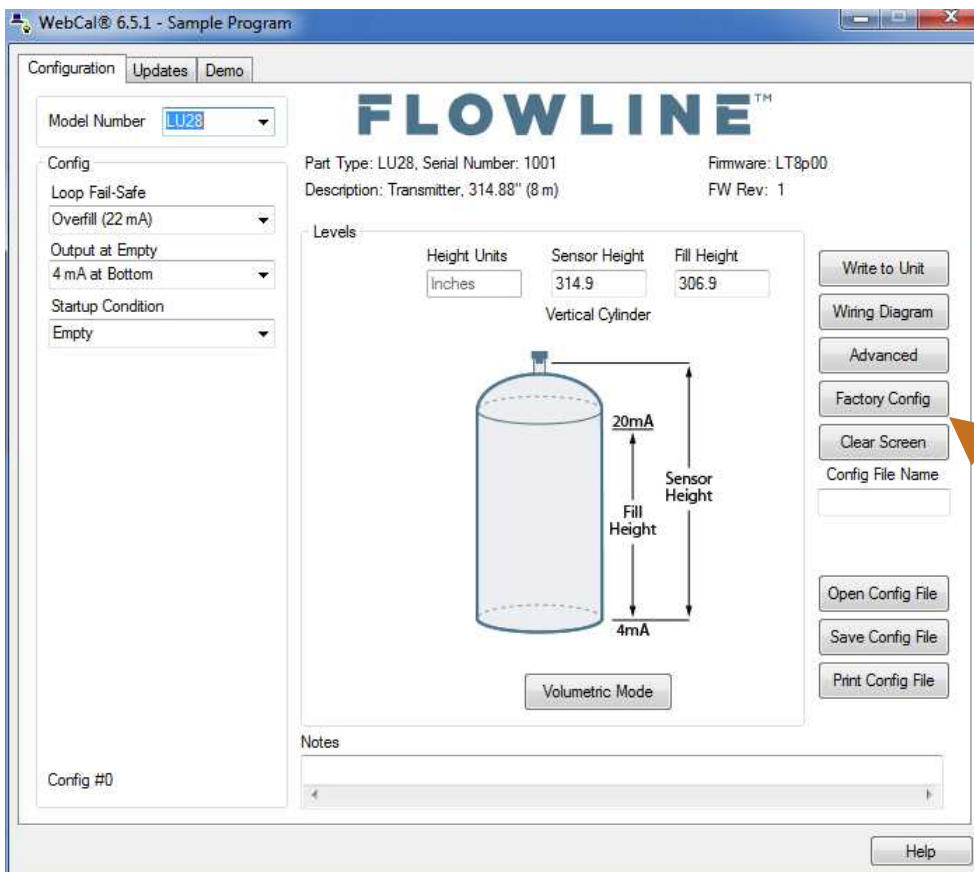 WebCal® 6.5.1 - Sample Program
Configuration Updates Demo
Model Number LU28
FLOWLINE™
Config
Loop Fail-Safe
Overfill (22 mA)
Output at Empty
4 mA at Bottom
Startup Condition
Empty
Config #0
Part Type: LU28, Serial Number: 1001
Firmware: LT8p00
Description: Transmitter, 314.88" (8 m)
FW Rev: 1
Levels
Height Units Sensor Height Fill Height
Inches 314.9 306.9
Vertical Cylinder
20mA
Sensor
Height
Fill
Height
4mA
Volumetric Mode
Notes
Write to Unit
Wiring Diagram
Advanced
Factory Config
Clear Screen
Config File Name
Open Config File
Save Config File
Print Config File
Help